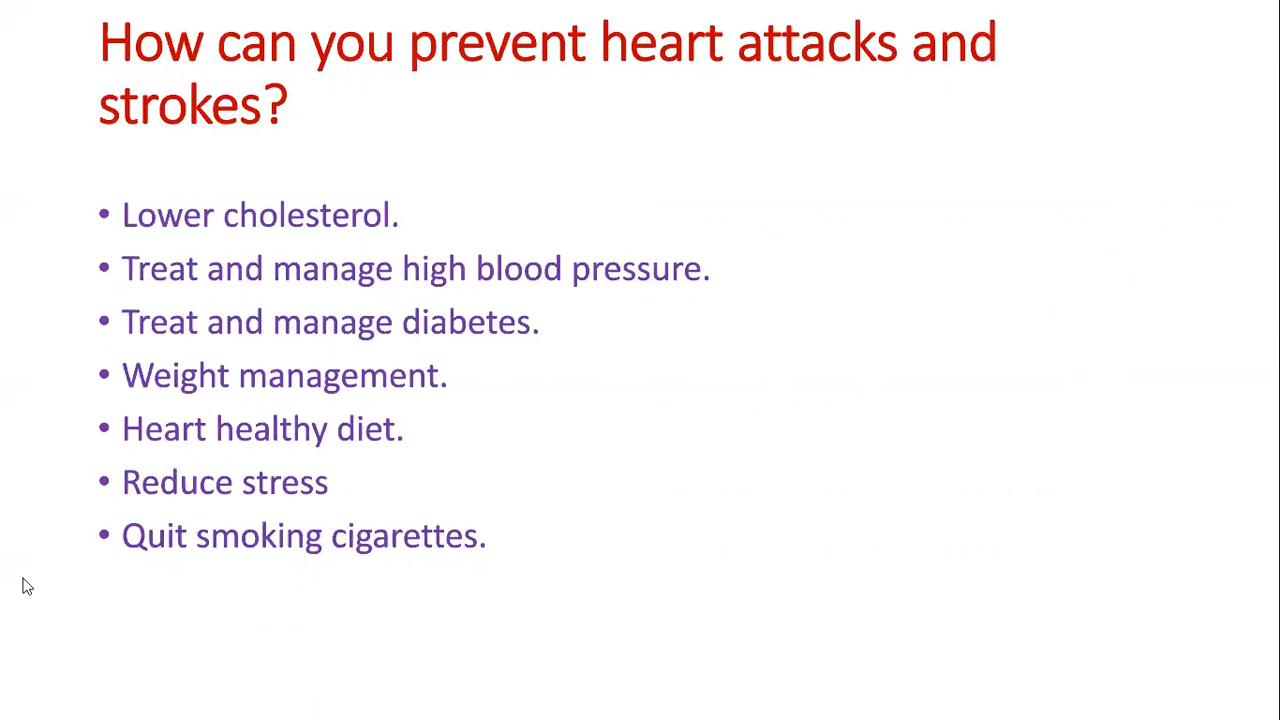 How can you prevent heart attacks and
strokes?
• Lower cholesterol.
• Treat and manage high blood pressure.
• Treat and manage diabetes.
• Weight management.
• Heart healthy diet.
• Reduce stress
• Quit smoking cigarettes.